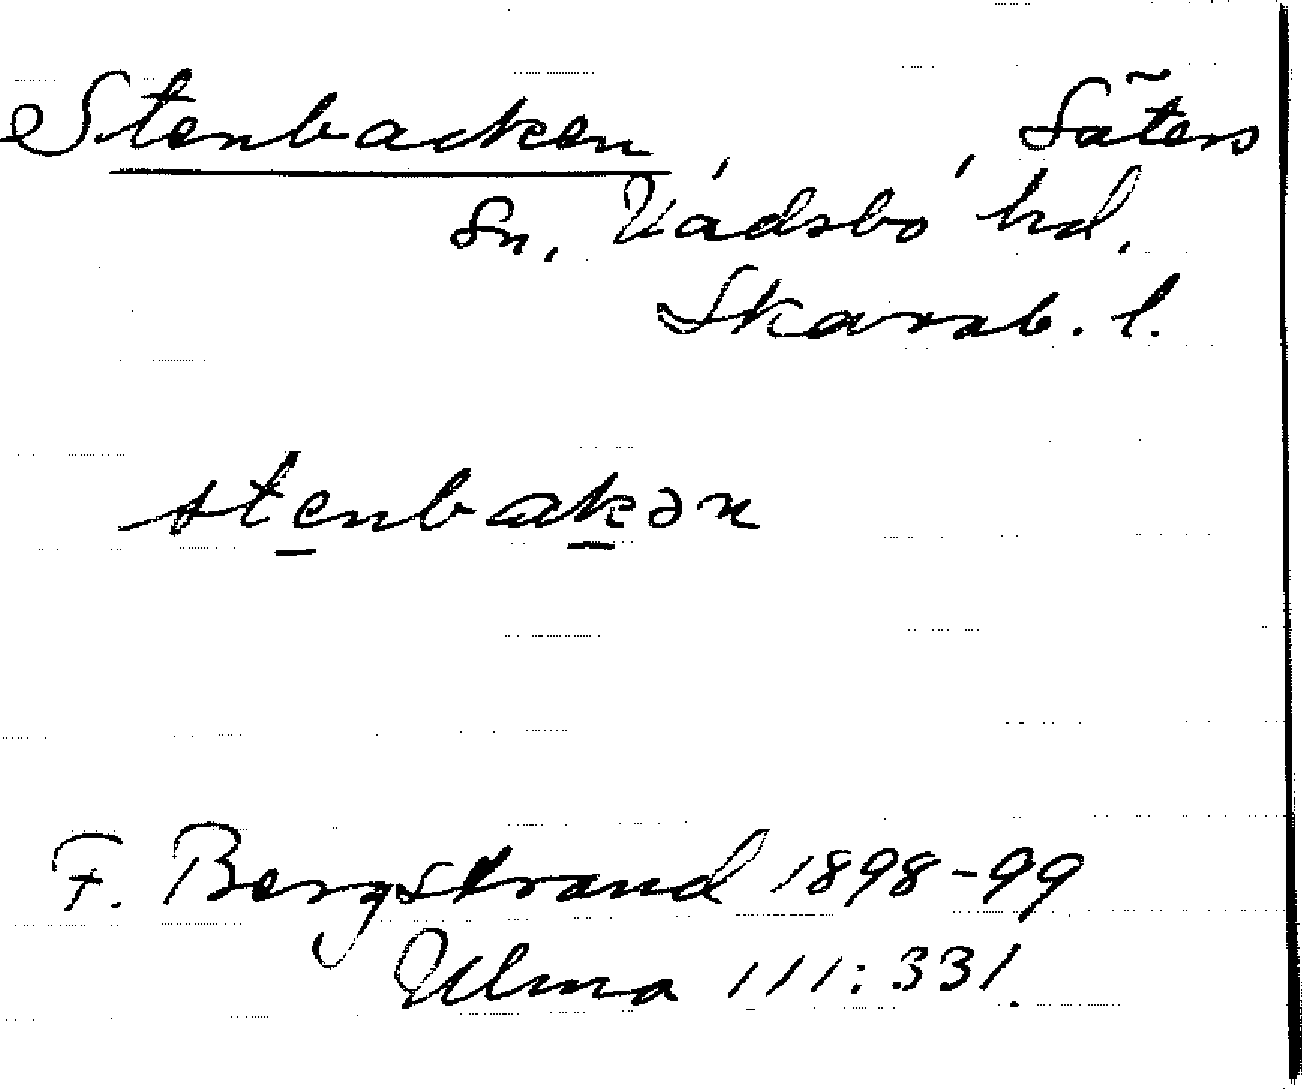 Stenbacken, , Säters
Sn. Vadsbo hd.
Skarab. l.
stenbakən
F. Bergstrand 1898-99
Ulma 111:331.